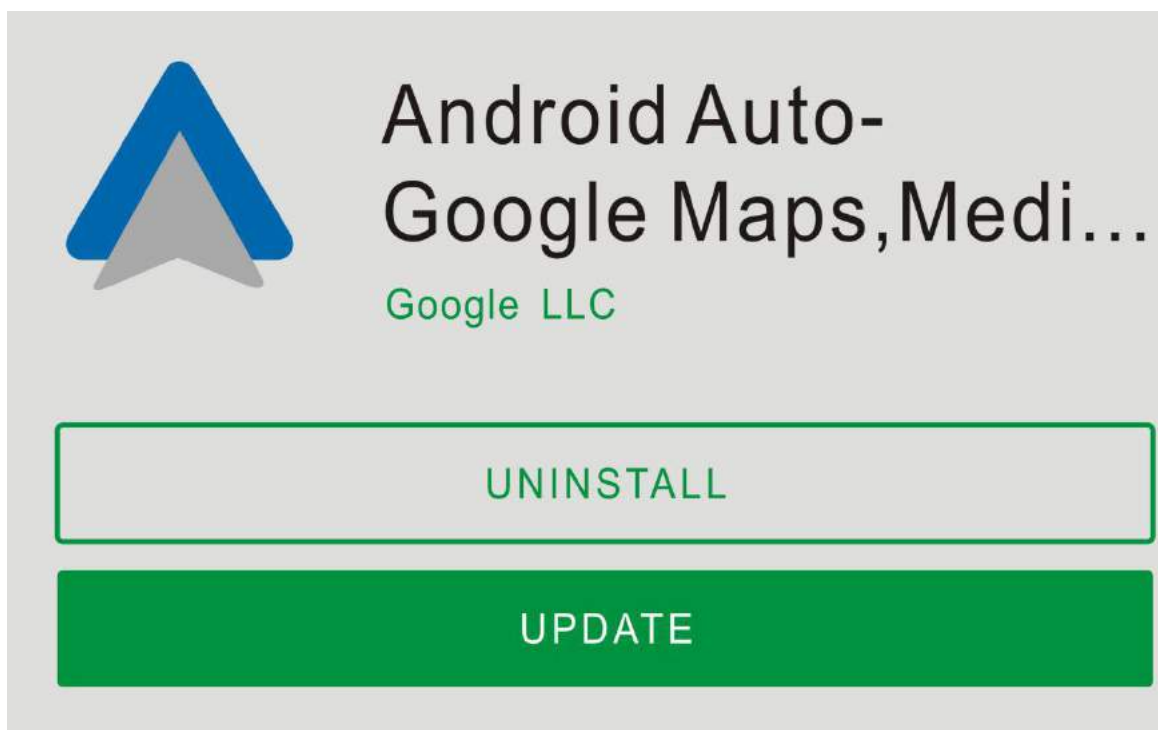 Android Auto-
Google Maps,Medi...
Google LLC
UNINSTALL
UPDATE